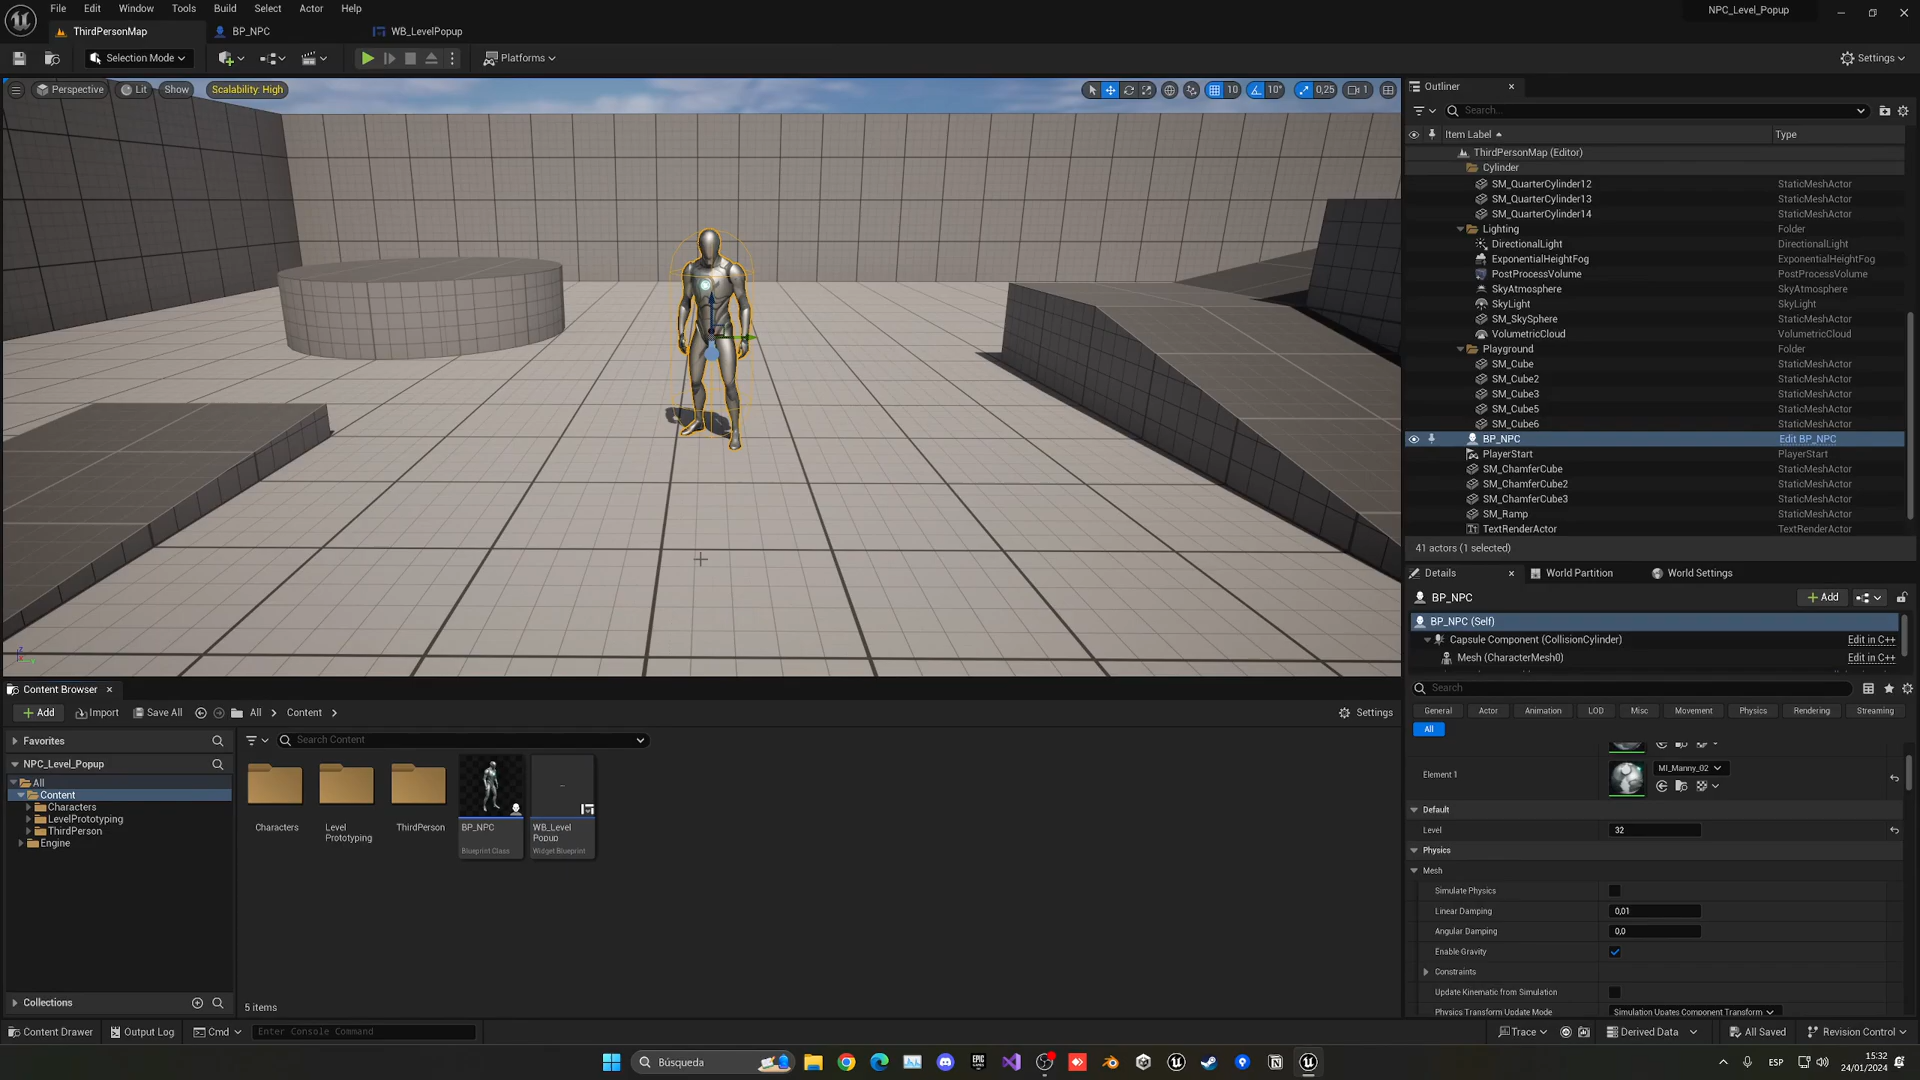 File Edit Window Tools Build Select Actor Help
NPC_Level_Popup
ThirdPersonMap BP_NPC WB_LevelPopup
Selection Mode Platforms Settings
Perspective Lit Show Scalability: High 10 10° 0,25 1
Outliner
Search...
Item Label Type
ThirdPersonMap (Editor)
Cylinder
SM_QuarterCylinder12 StaticMeshActor
SM_QuarterCylinder13 StaticMeshActor
SM_QuarterCylinder14 StaticMeshActor
Lighting Folder
DirectionalLight DirectionalLight
ExponentialHeightFog ExponentialHeightFog
PostProcessVolume PostProcessVolume
SkyAtmosphere SkyAtmosphere
SkyLight SkyLight
SM_SkySphere StaticMeshActor
VolumetricCloud VolumetricCloud
Playground Folder
SM_Cube StaticMeshActor
SM_Cube2 StaticMeshActor
SM_Cube3 StaticMeshActor
SM_Cube5 StaticMeshActor
SM_Cube6 StaticMeshActor
BP_NPC Edit BP_NPC
PlayerStart PlayerStart
SM_ChamferCube StaticMeshActor
SM_ChamferCube2 StaticMeshActor
SM_ChamferCube3 StaticMeshActor
SM_Ramp StaticMeshActor
TextRenderActor TextRenderActor
41 actors (1 selected)
Details World Partition World Settings
BP_NPC Add
BP_NPC (Self)
Capsule Component (CollisionCylinder) Edit in C++
Mesh (CharacterMesh0) Edit in C++
Search
General Actor Animation LOD Misc Movement Physics Rendering Streaming
All
Element 1 MI_Manny_02
Default
Level 32
Physics
Mesh
Simulate Physics
Linear Damping 0,01
Angular Damping 0,0
Enable Gravity
Constraints
Update Kinematic from Simulation
Physics Transform Update Mode Simulation Upates Component Transform
Content Browser
Add Import Save All All Content Settings
Favorites
NPC_Level_Popup
All
Content
Characters
LevelPrototyping
ThirdPerson
Engine
Collections
Search Content
Characters
Level
Prototyping
ThirdPerson
BP_NPC
Blueprint Class
WB_Level
Popup
Widget Blueprint
5 items
Content Drawer Output Log Cmd Enter Console Command Trace Derived Data All Saved Revision Control
Búsqueda
EPIC
GAMES
ESP
15:32
24/01/2024